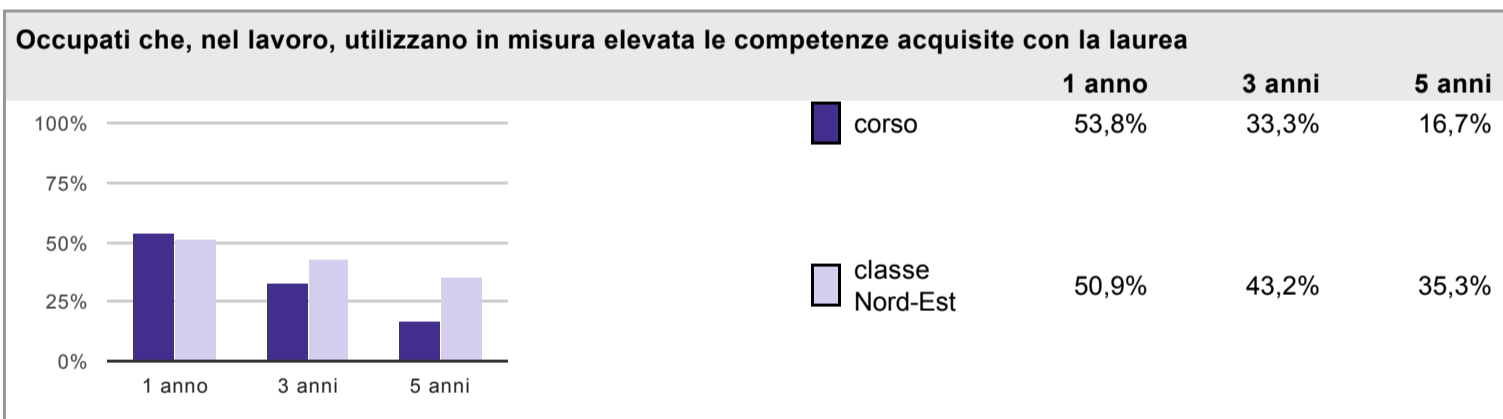 Occupati che, nel lavoro, utilizzano in misura elevata le competenze acquisite con la laurea
1 anno 3 anni 5 anni
100%
75%
50%
25%
0%
1 anno 3 anni 5 anni
corso 53,8% 33,3% 16,7%
classe
Nord-Est 50,9% 43,2% 35,3%